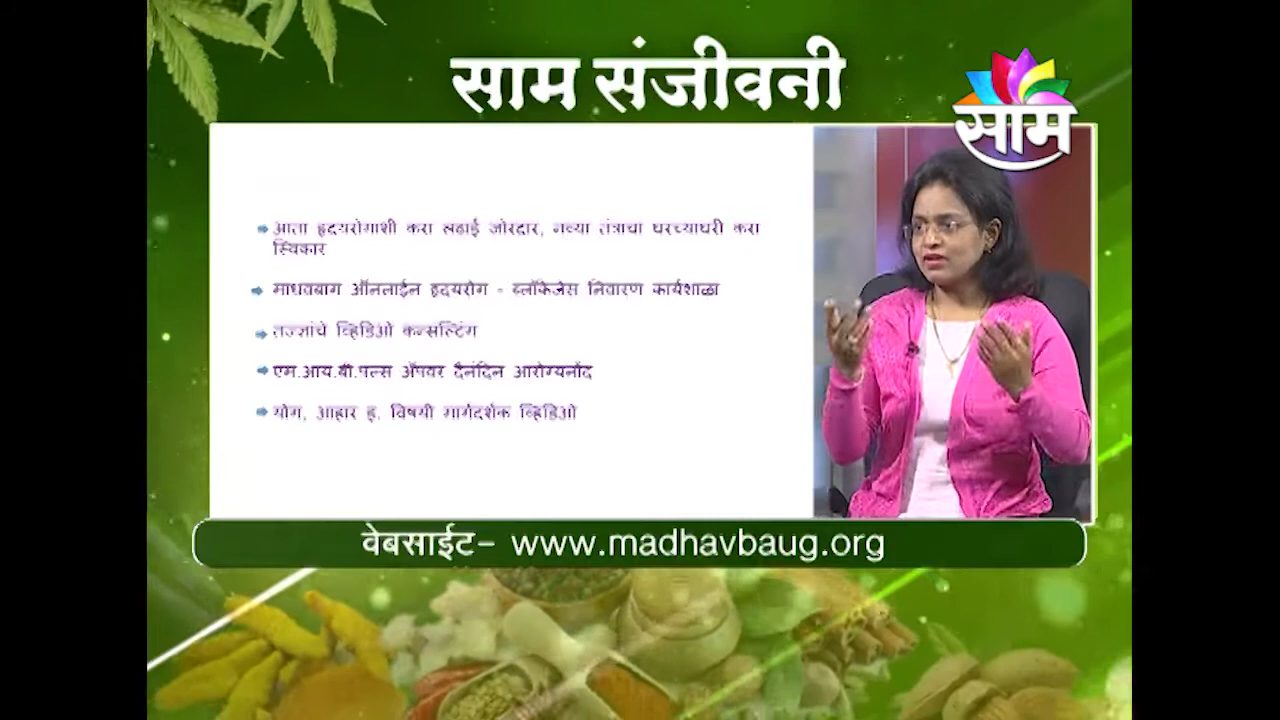 साम संजीवनी
साम
आता हृदयरोगाशी करा लढाई जोरदार, नव्या तंत्राचा घरच्याघरी करा
स्विकार
माधवबाग ऑनलाईन हृदयरोग - ब्लॉकेजेस निवारण कार्यशाळा
तज्ज्ञांचे व्हिडिओ कन्सल्टिंग
एम.आय.बी.पल्स ॲपवर दैनंदिन आरोग्यनोंद
योग, आहार इ. विषयी मार्गदर्शक व्हिडिओ
वेबसाईट- www.madhavbaug.org